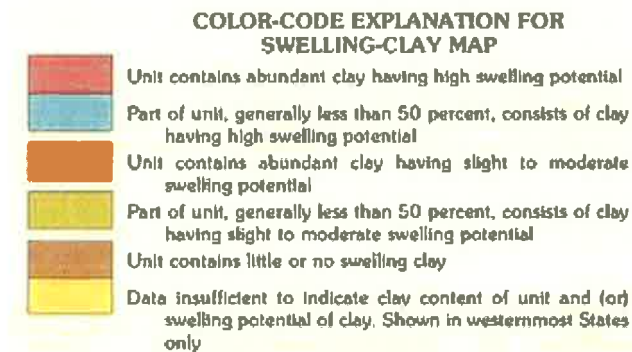 COLOR-CODE EXPLANATION FOR
SWELLING-CLAY MAP
Unit contains abundant clay having high swelling potential
Part of unit, generally less than 50 percent, consists of clay
having high swelling potential
Unit contains abundant clay having slight to moderate
swelling potential
Part of unit, generally less than 50 percent, consists of clay
having slight to moderate swelling potential
Unit contains little or no swelling clay
Data insufficient to indicate clay content of unit and (or)
swelling potential of clay. Shown in westernmost States
only